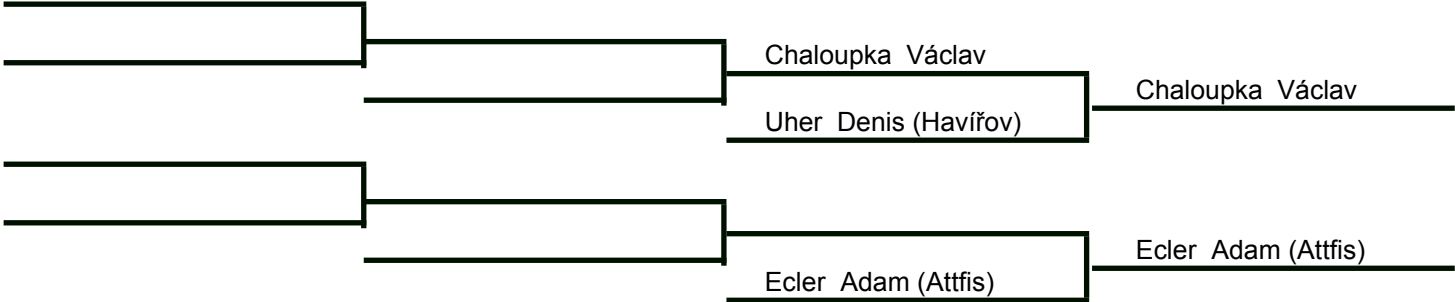 Chaloupka Václav
Chaloupka Václav
Uher Denis (Havířov)
Ecler Adam (Attfis)
Ecler Adam (Attfis)